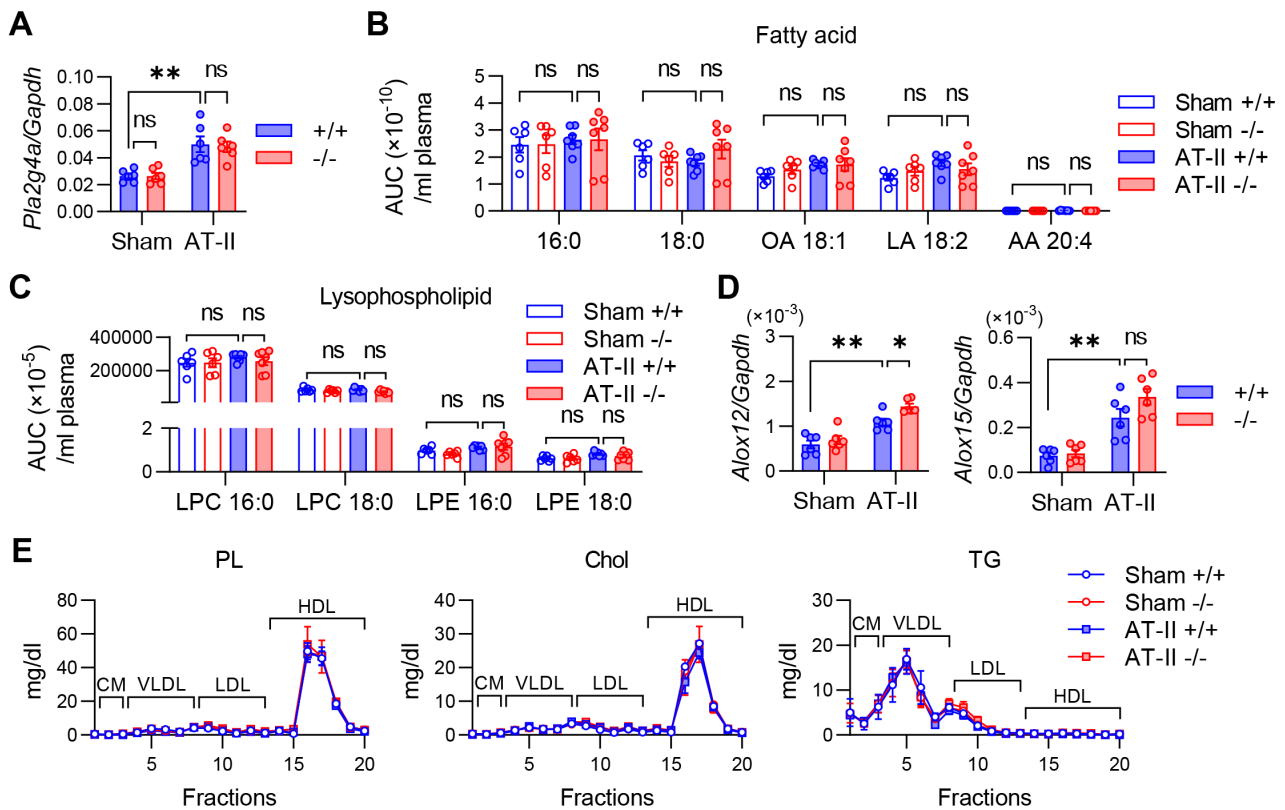 A
Pla2g4a/Gapdh
0.10
0.08
0.06
0.04
0.02
0.00
** ns
ns
Sham AT-II
+/+
-/-
B
Fatty acid
AUC (×10⁻¹⁰)
/ml plasma
5
4
3
2
1
0
ns ns
ns ns
ns ns
ns ns
ns ns
16:0 18:0 OA 18:1 LA 18:2 AA 20:4
Sham +/+
Sham -/-
AT-II +/+
AT-II -/-
C
Lysophospholipid
AUC (×10⁻⁵)
/ml plasma
400000
200000
2
0
ns ns
ns ns
ns ns
ns ns
LPC 16:0 LPC 18:0 LPE 16:0 LPE 18:0
Sham +/+
Sham -/-
AT-II +/+
AT-II -/-
D
(×10⁻³)
Alox12/Gapdh
3
2
1
0
** *
Sham AT-II
(×10⁻³)
Alox15/Gapdh
0.6
0.4
0.2
0.0
** ns
Sham AT-II
+/+
-/-
E
PL
mg/dl
80
60
40
20
0
CM VLDL LDL HDL
5 10 15 20
Fractions
Chol
mg/dl
40
30
20
10
0
CM VLDL LDL HDL
5 10 15 20
Fractions
TG
mg/dl
30
20
10
0
CM VLDL
LDL
HDL
5 10 15 20
Fractions
Sham +/+
Sham -/-
AT-II +/+
AT-II -/-